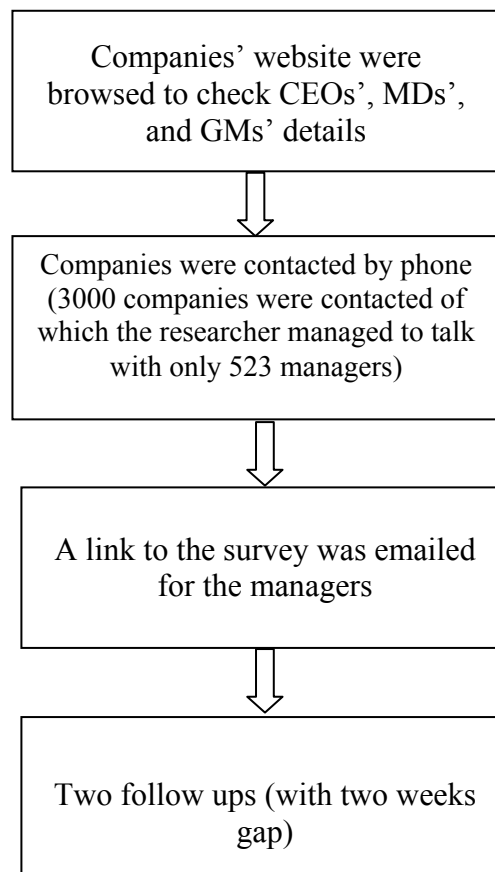 Companies’ website were
browsed to check CEOs’, MDs’,
and GMs’ details
Companies were contacted by phone
(3000 companies were contacted of
which the researcher managed to talk
with only 523 managers)
A link to the survey was emailed
for the managers
Two follow ups (with two weeks
gap)